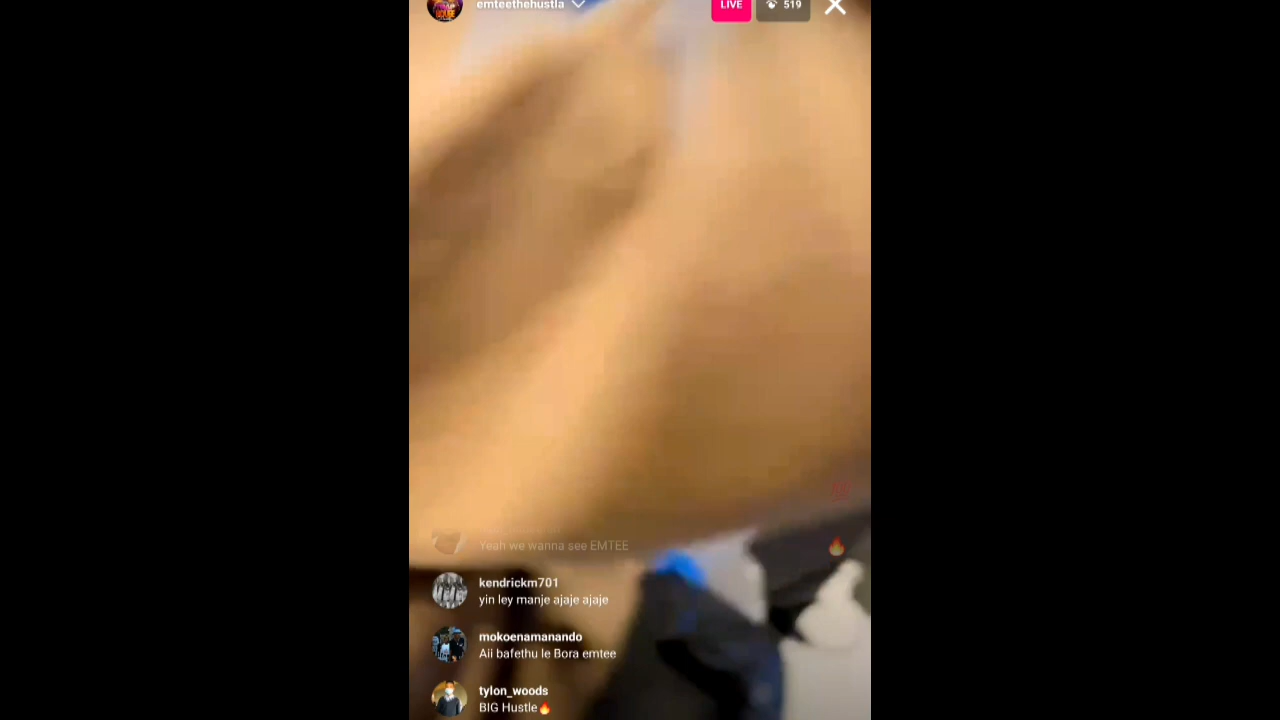 emteethehustla
LIVE
519
Yeah we wanna see EMTEE
kendrickm701
yin ley manje ajaje ajaje
mokoenamanando
Aii bafethu le Bora emtee
tylon_woods
BIG Hustle🔥